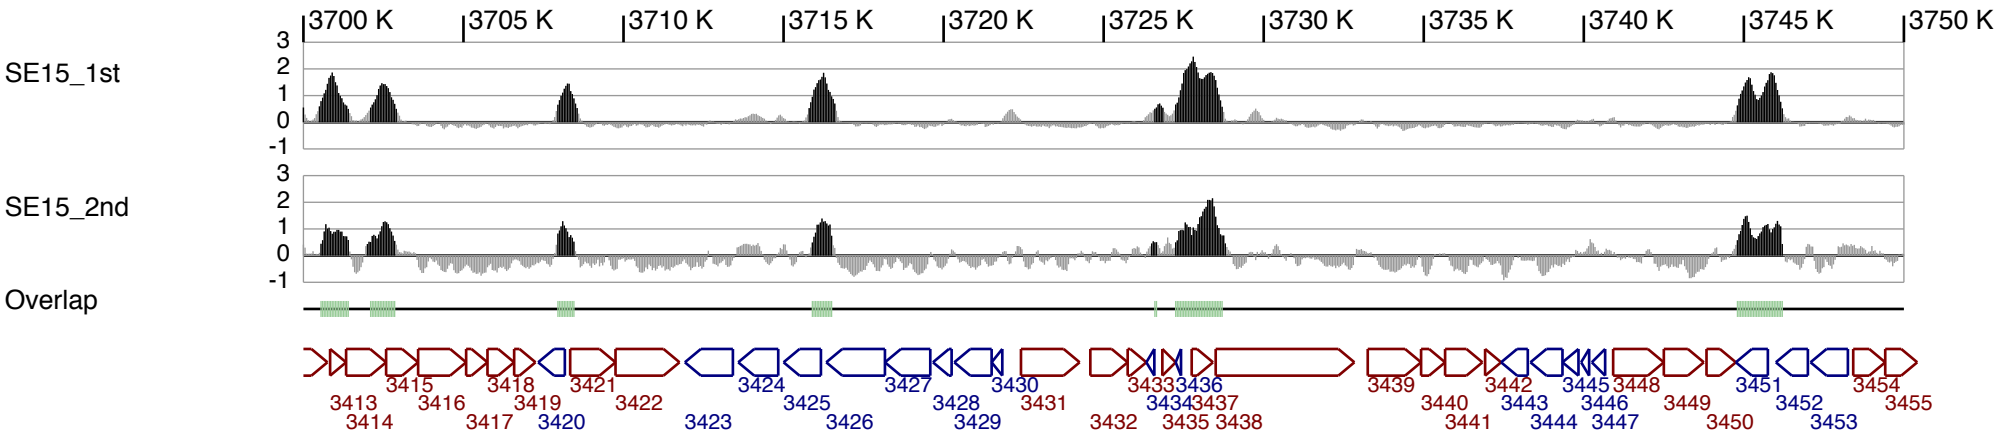 3700 K 3705 K 3710 K 3715 K 3720 K 3725 K 3730 K 3735 K 3740 K 3745 K 3750 K
SE15_1st
3
2
1
0
-1
SE15_2nd
3
2
1
0
-1
Overlap
3415 3418 3421 3424 3427 3430 3433 3436 3439 3442 3445 3448 3451 3454
3413 3416 3419 3422 3425 3428 3431 3434 3437 3440 3443 3446 3449 3452 3455
3414 3417 3420 3423 3426 3429 3432 3435 3438 3441 3444 3447 3450 3453